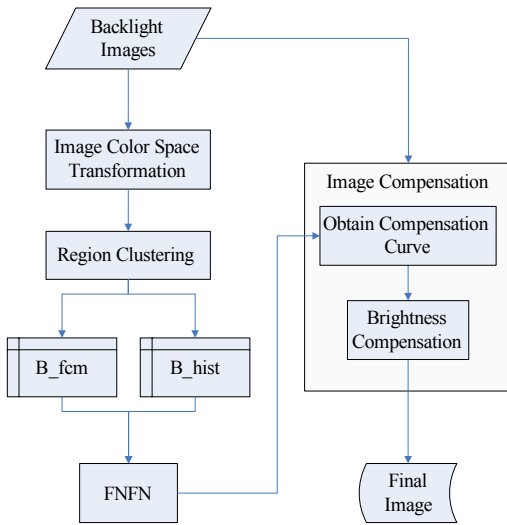 Backlight
Images
Image Color Space
Transformation
Region Clustering
B_fcm
B_hist
FNFN
Image Compensation
Obtain Compensation
Curve
Brightness
Compensation
Final
Image